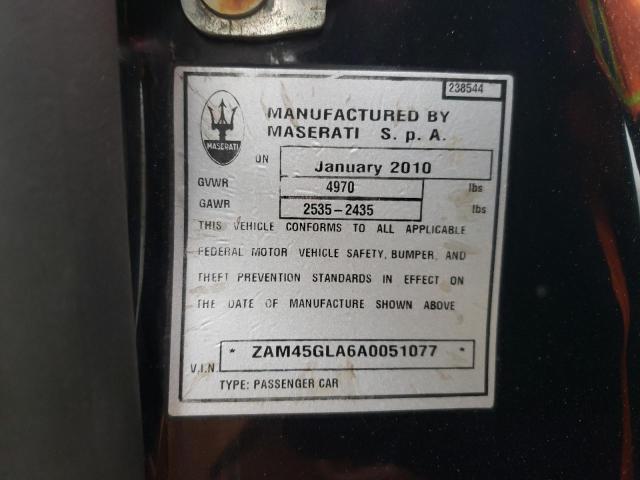 238544
MASERATI
MANUFACTURED BY
MASERATI S. p. A.
ON January 2010
GVWR 4970 lbs
GAWR 2535-2435 lbs
THIS VEHICLE CONFORMS TO ALL APPLICABLE
FEDERAL MOTOR VEHICLE SAFETY, BUMPER, AND
THEFT PREVENTION STANDARDS IN EFFECT ON
THE DATE OF MANUFACTURE SHOWN ABOVE
V.I.N. * ZAM45GLA6A0051077 *
TYPE: PASSENGER CAR